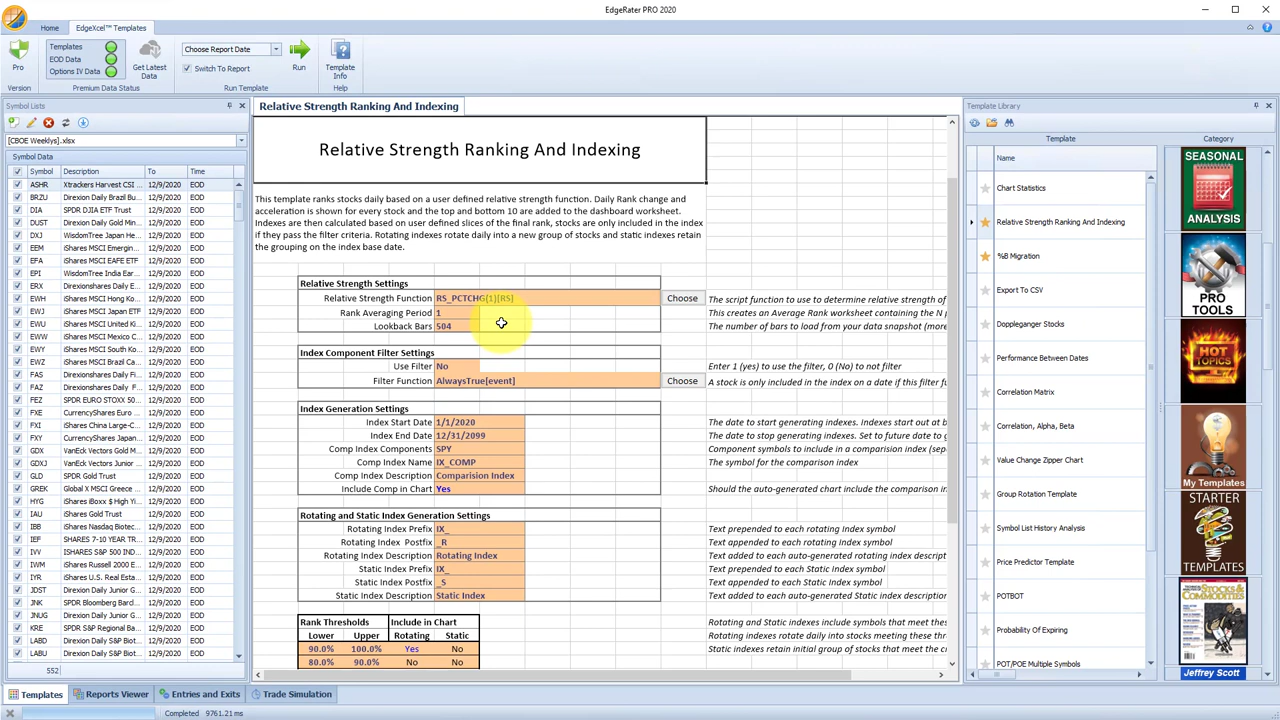 EdgeRater PRO 2020
Home
EdgeXcel™ Templates
Pro
Version
Templates
EOD Data
Options IV Data
Get Latest Data
Premium Data Status
Choose Report Date
Switch To Report
Run
Run Template
Template Info
Help
Symbol Lists
[CBOE Weeklys].xlsx
Symbol Data
Symbol Description To Time
ASHR Xtrackers Harvest CSI ... 12/9/2020 EOD
BRZU Direxion Daily Brazil Bu... 12/9/2020 EOD
DIA SPDR DJIA ETF Trust 12/9/2020 EOD
DUST Direxion Daily Gold Min... 12/9/2020 EOD
DXJ WisdomTree Japan He... 12/9/2020 EOD
EEM iShares MSCI Emergin... 12/9/2020 EOD
EFA iShares MSCI EAFE ETF 12/9/2020 EOD
EPI WisdomTree India Ear... 12/9/2020 EOD
ERX Direxion Daily Energy ... 12/9/2020 EOD
EWH iShares MSCI Hong Ko... 12/9/2020 EOD
EWJ iShares MSCI Japan ETF 12/9/2020 EOD
EWU iShares MSCI United ... 12/9/2020 EOD
EWW iShares MSCI Mexico E... 12/9/2020 EOD
EWY iShares MSCI South Ko... 12/9/2020 EOD
EWZ iShares MSCI Brazil Ca... 12/9/2020 EOD
FAS Direxion Daily Financia... 12/9/2020 EOD
FAZ Direxion Daily ... 12/9/2020 EOD
FEZ SPDR EURO STOXX 50... 12/9/2020 EOD
FXE CurrencyShares Euro ... 12/9/2020 EOD
FXI iShares China Large-Ca... 12/9/2020 EOD
FXY CurrencyShares Japan... 12/9/2020 EOD
GDX VanEck Vectors Gold M... 12/9/2020 EOD
GDXJ VanEck Vectors Junior ... 12/9/2020 EOD
GLD SPDR Gold Trust 12/9/2020 EOD
GREK Global X MSCI Greece ... 12/9/2020 EOD
HYG iShares iBoxx $ High Y... 12/9/2020 EOD
IAU iShares Gold Trust 12/9/2020 EOD
IBB iShares Nasdaq Biotec... 12/9/2020 EOD
IEF ISHARES 7-10 YEAR TR... 12/9/2020 EOD
IVV ISHARES S&P 500 IND... 12/9/2020 EOD
IWM iShares Russell 2000 E... 12/9/2020 EOD
IYR iShares U.S. Real Esta... 12/9/2020 EOD
JDST Direxion Daily Junior G... 12/9/2020 EOD
JNK SPDR Bloomberg Bard... 12/9/2020 EOD
JNUG Direxion Daily Junior G... 12/9/2020 EOD
KRE SPDR S&P Regional Ba... 12/9/2020 EOD
LABD Direxion Daily S&P Biot... 12/9/2020 EOD
LABU Direxion Daily S&P Biot... 12/9/2020 EOD
552
Relative Strength Ranking And Indexing
Relative Strength Ranking And Indexing
This template ranks stocks daily based on a user defined relative strength function. Daily Rank change and
acceleration is shown for every stock and the top and bottom 10 are added to the dashboard worksheet.
Indexes are then calculated based on user defined slices of the final rank, stocks are only included in the index
if they pass the filter criteria. Rotating indexes rotate daily into a new group of stocks and static indexes retain
the grouping on the index base date.
Relative Strength Settings
Relative Strength Function RS_PCTCHG(1)[RS] Choose The script function to use to determine relative strength of
Rank Averaging Period 1 This creates an Average Rank worksheet containing the N
Lookback Bars 504 The number of bars to load from your data snapshot (more
Index Component Filter Settings
Use Filter No Enter 1 (yes) to use the filter, 0 (No) to not filter
Filter Function AlwaysTrue[event] Choose A stock is only included in the index on a date if this filter fu
Index Generation Settings
Index Start Date 1/1/2020 The date to start generating indexes. Indexes start out at b
Index End Date 12/31/2099 The date to stop generating indexes. Set to future date to g
Comp Index Components SPY Component symbols to include in a comparision index (sep
Comp Index Name IX_COMP The symbol for the comparison index
Comp Index Description Comparision Index
Include Comp in Chart Yes Should the auto-generated chart include the comparison in
Rotating and Static Index Generation Settings
Rotating Index Prefix IX_ Text prepended to each rotating Index symbol
Rotating Index Postfix _R Text appended to each rotating Index symbol
Rotating Index Description Rotating Index Text added to each auto-generated rotating index descript
Static Index Prefix IX_ Text prepended to each Static Index symbol
Static Index Postfix _S Text appended to each Static Index symbol
Static Index Description Static Index Text added to each auto-generated Static index description
Rank Thresholds Include in Chart Rotating and Static indexes include symbols that meet thes
Lower Upper Rotating Static Rotating indexes rotate daily into stocks meeting these thr
90.0% 100.0% Yes No Static indexes retain initial group of stocks that meet the cr
80.0% 90.0% No No
Template Library
Template
Category
Name
Chart Statistics
Relative Strength Ranking And Indexing
%B Migration
Export To CSV
Doppleganger Stocks
Performance Between Dates
Correlation Matrix
Correlation, Alpha, Beta
Value Change Zipper Chart
Group Rotation Template
Symbol List History Analysis
Price Predictor Template
POTBOT
Probability Of Expiring
POT/POE Multiple Symbols
SEASONAL ANALYSIS
PRO TOOLS
HOT TOPICS
My Templates
STARTER TEMPLATES
STOCKS & COMMODITIES
Jeffrey Scott
Templates
Reports Viewer
Entries and Exits
Trade Simulation
Completed 9761.21 ms